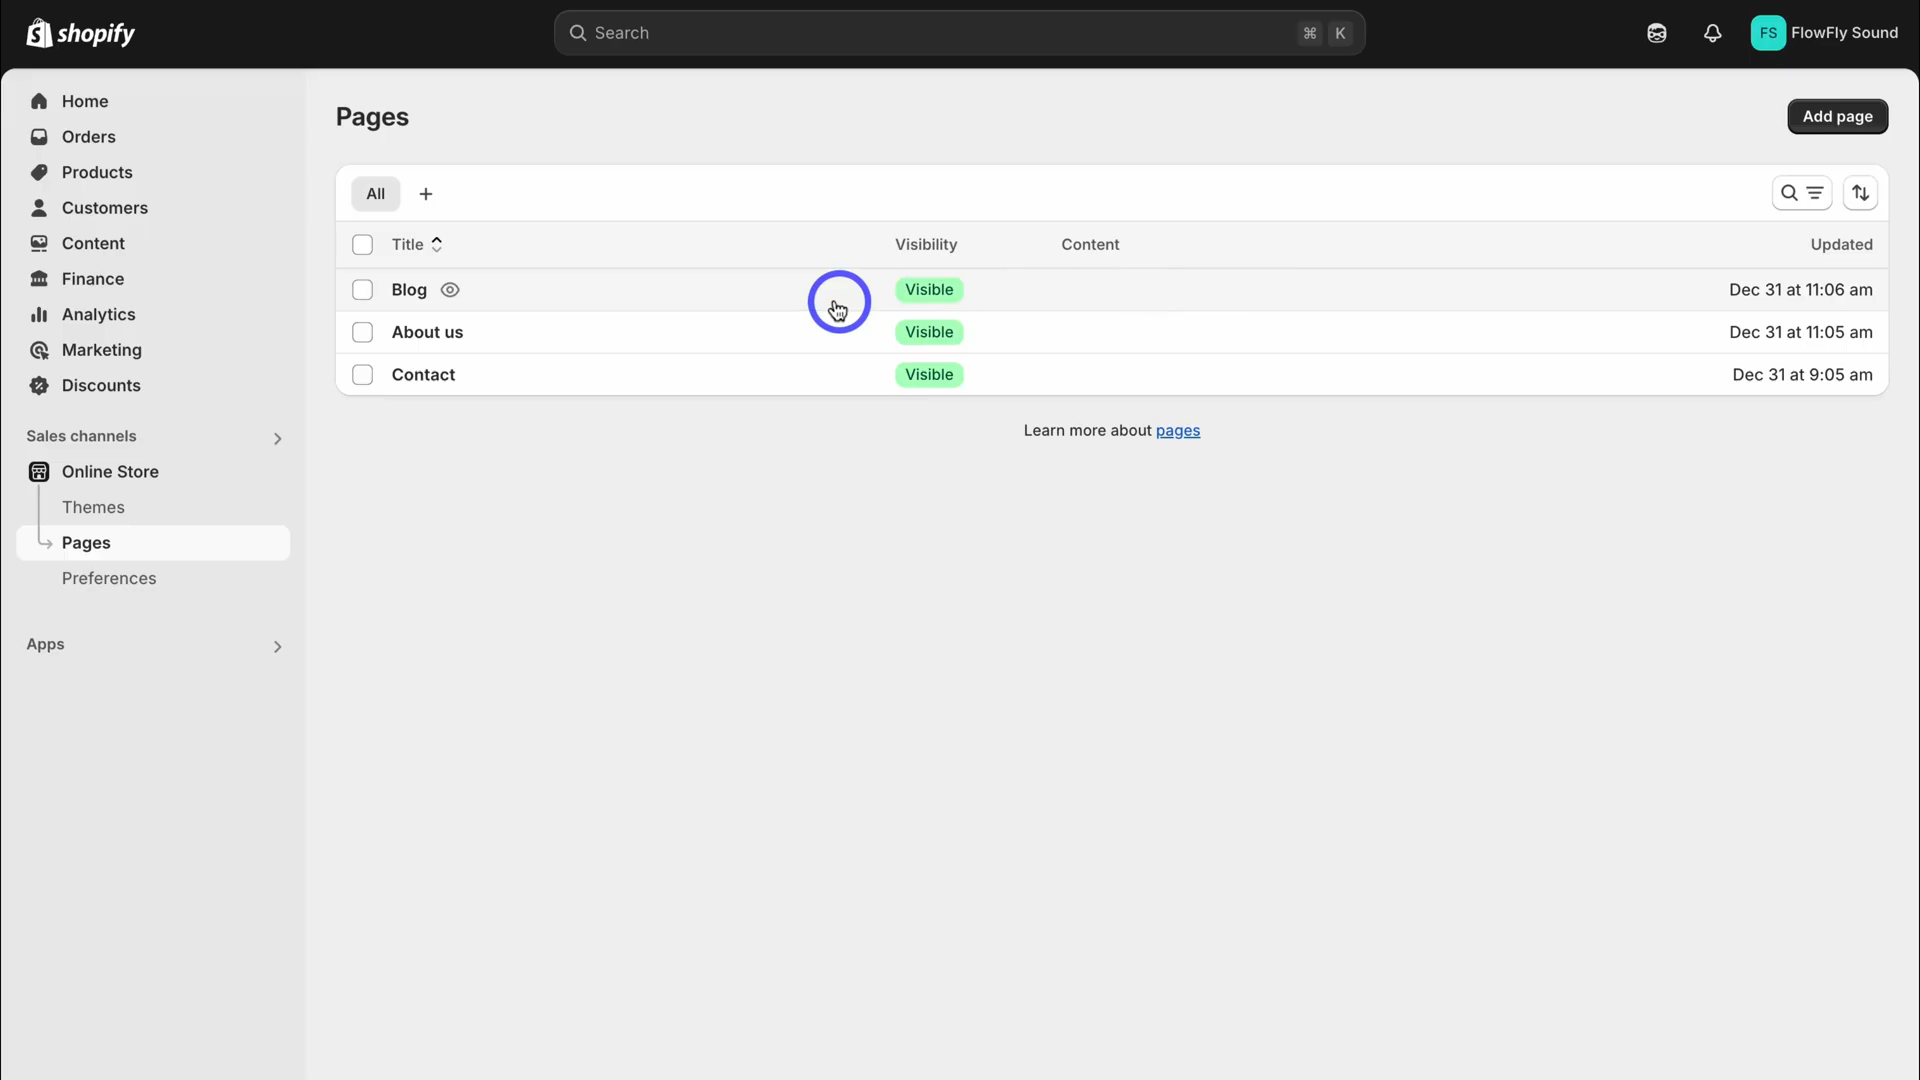 shopify
Search
⌘ K
FS FlowFly Sound
Home
Orders
Products
Customers
Content
Finance
Analytics
Marketing
Discounts
Sales channels
Online Store
Themes
Pages
Preferences
Apps
Pages
Add page
All
Title Visibility Content Updated
Blog Visible Dec 31 at 11:06 am
About us Visible Dec 31 at 11:05 am
Contact Visible Dec 31 at 9:05 am
Learn more about pages